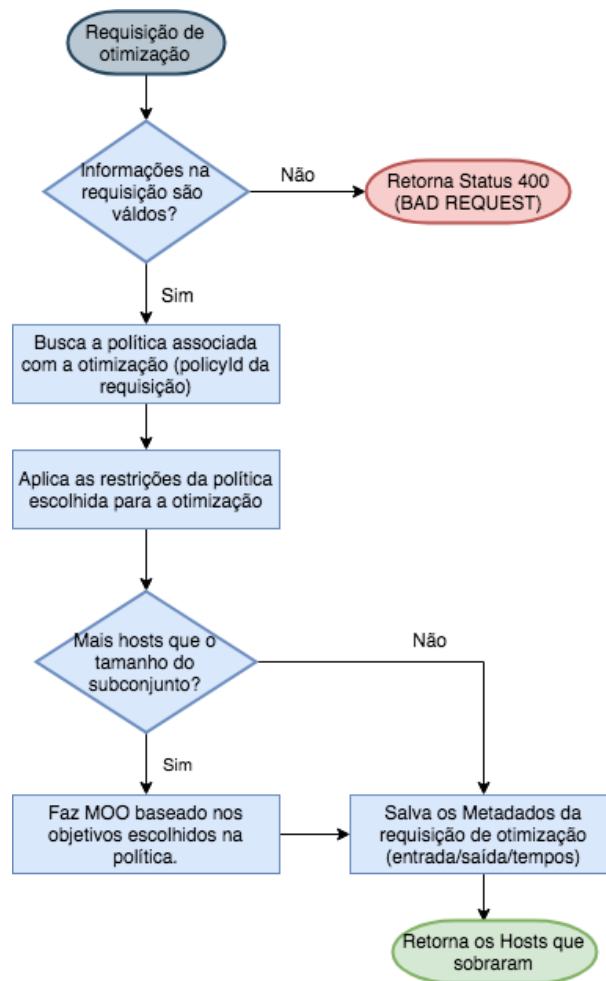 Requisição de
otimização
Informações na
requisição são
váldos?
Não
Retorna Status 400
(BAD REQUEST)
Sim
Busca a política associada
com a otimização (policyId da
requisição)
Aplica as restrições da política
escolhida para a otimização
Mais hosts que o
tamanho do
subconjunto?
Não
Sim
Faz MOO baseado nos
objetivos escolhidos na
política.
Salva os Metadados da
requisição de otimização
(entrada/saída/tempos)
Retorna os Hosts que
sobraram